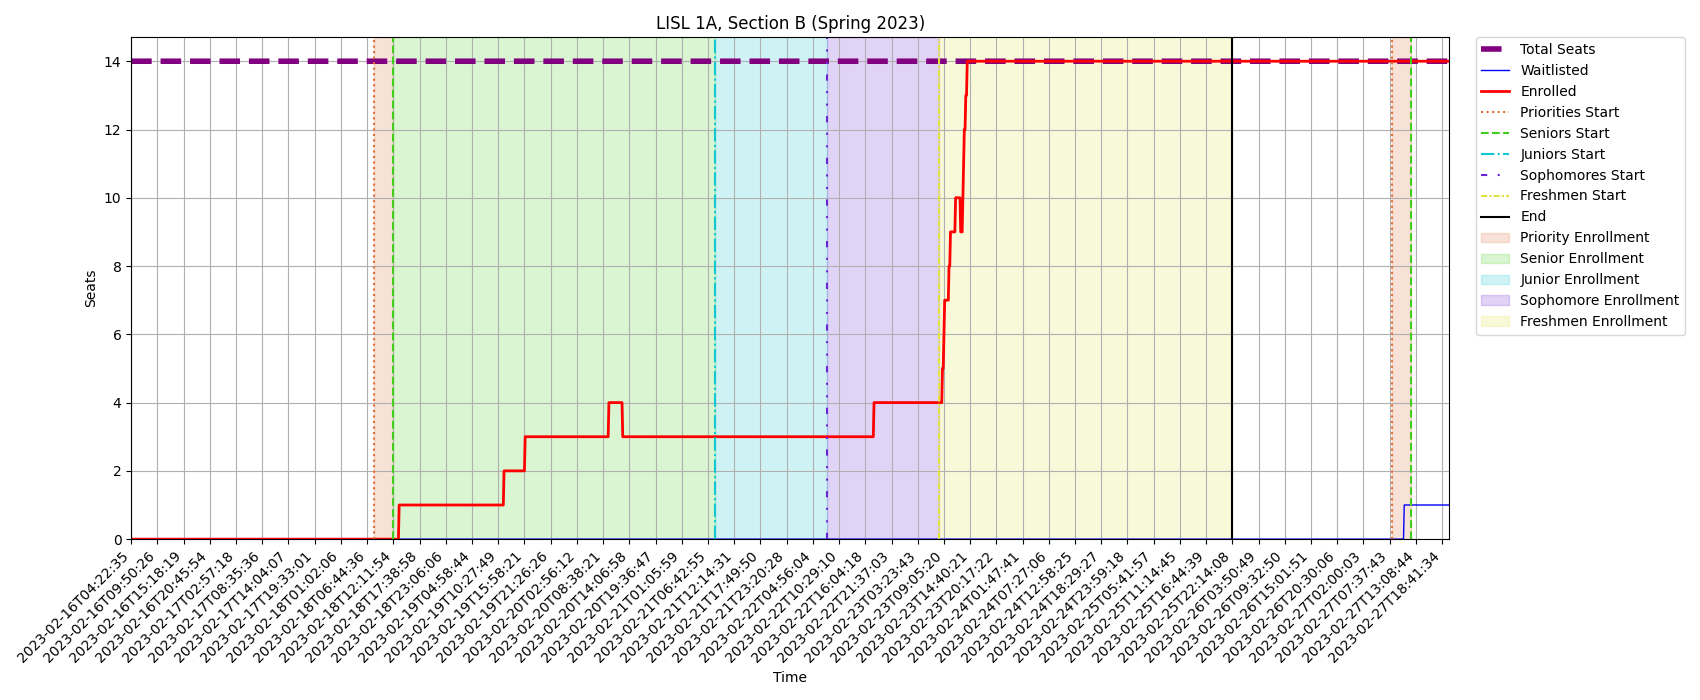 LISL 1A, Section B (Spring 2023)
Seats
14
12
10
8
6
4
2
0
2023-02-16T04:22:35
2023-02-16T09:50:26
2023-02-16T15:18:19
2023-02-16T20:45:54
2023-02-17T02:57:18
2023-02-17T08:35:36
2023-02-17T14:04:07
2023-02-17T19:33:01
2023-02-18T01:02:06
2023-02-18T06:44:36
2023-02-18T12:11:54
2023-02-18T17:38:58
2023-02-18T23:06:06
2023-02-19T04:58:44
2023-02-19T10:27:49
2023-02-19T15:58:21
2023-02-19T21:26:26
2023-02-20T02:56:12
2023-02-20T08:38:21
2023-02-20T14:06:58
2023-02-20T19:36:47
2023-02-21T01:05:59
2023-02-21T06:42:55
2023-02-21T12:14:31
2023-02-21T17:49:50
2023-02-21T23:20:28
2023-02-22T04:56:04
2023-02-22T10:29:10
2023-02-22T16:04:18
2023-02-22T21:37:03
2023-02-23T03:23:43
2023-02-23T09:05:20
2023-02-23T14:40:21
2023-02-23T20:17:22
2023-02-24T01:47:41
2023-02-24T07:27:06
2023-02-24T12:58:25
2023-02-24T18:29:27
2023-02-24T23:59:18
2023-02-25T05:41:57
2023-02-25T11:14:45
2023-02-25T16:44:39
2023-02-25T22:14:08
2023-02-26T03:50:49
2023-02-26T09:32:50
2023-02-26T15:01:51
2023-02-26T20:30:06
2023-02-27T02:00:03
2023-02-27T07:37:43
2023-02-27T13:08:44
2023-02-27T18:41:34
Time
Total Seats
Waitlisted
Enrolled
Priorities Start
Seniors Start
Juniors Start
Sophomores Start
Freshmen Start
End
Priority Enrollment
Senior Enrollment
Junior Enrollment
Sophomore Enrollment
Freshmen Enrollment